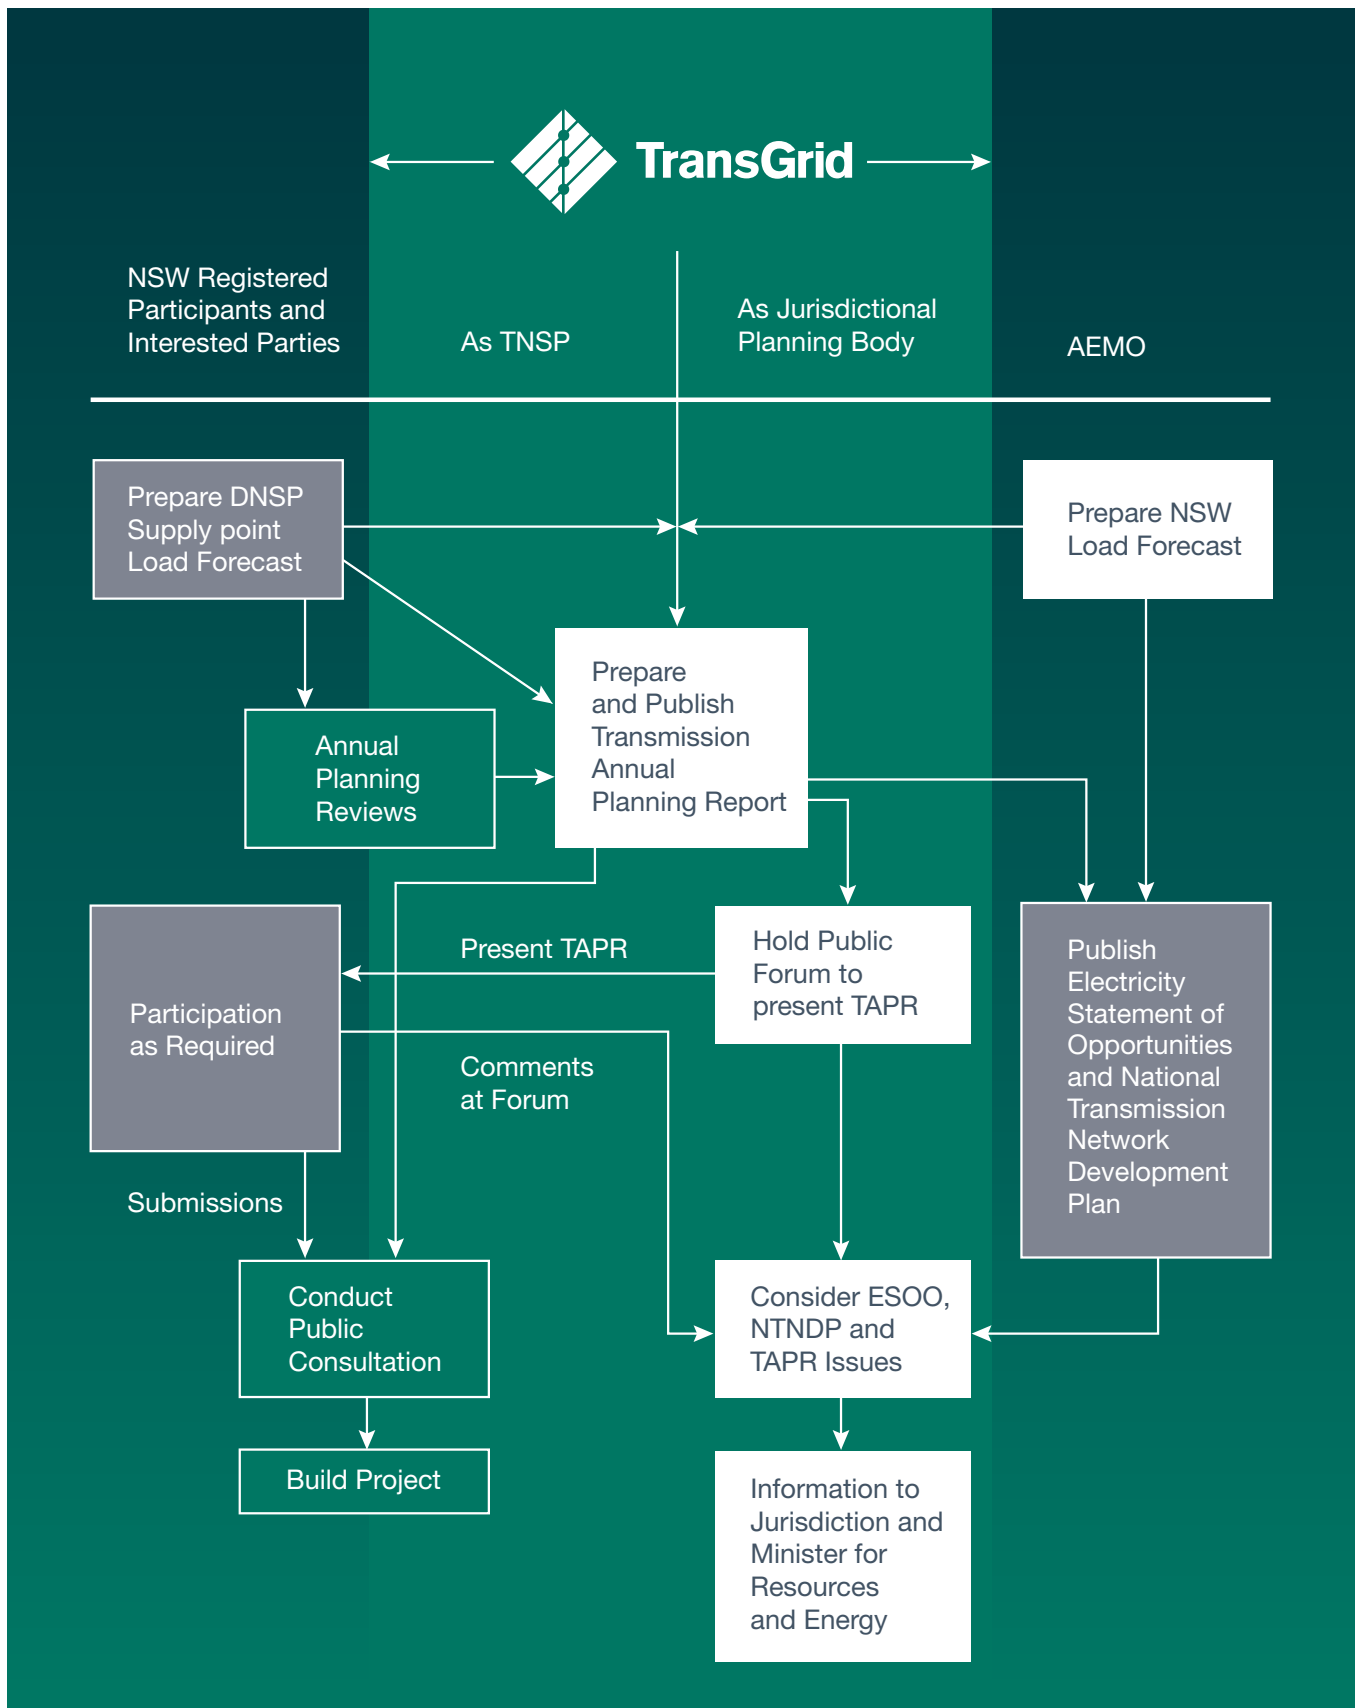 TransGrid
NSW Registered
Participants and
Interested Parties
As TNSP
As Jurisdictional
Planning Body
AEMO
Prepare DNSP
Supply point
Load Forecast
Prepare NSW
Load Forecast
Prepare
and Publish
Transmission
Annual
Planning Report
Annual
Planning
Reviews
Present TAPR
Hold Public
Forum to
present TAPR
Publish
Electricity
Statement of
Opportunities
and National
Transmission
Network
Development
Plan
Participation
as Required
Comments
at Forum
Submissions
Conduct
Public
Consultation
Consider ESOO,
NTNDP and
TAPR Issues
Build Project
Information to
Jurisdiction and
Minister for
Resources
and Energy